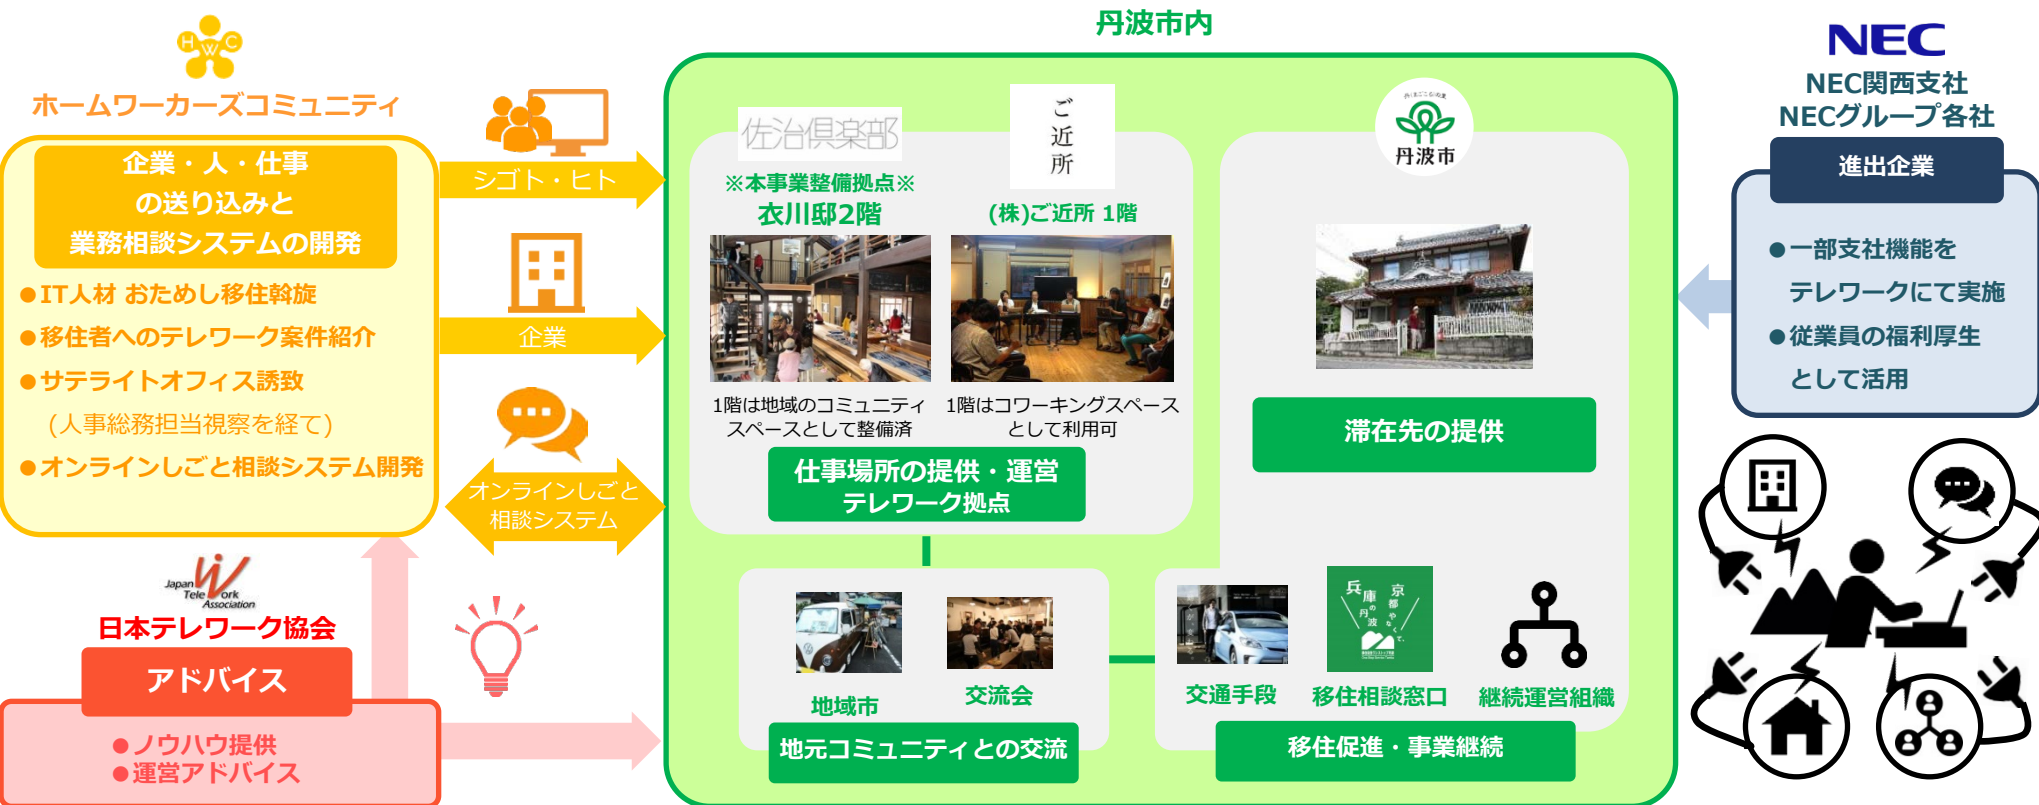 丹波市内
HWC
ホームワーカーズコミュニティ
企業・人・仕事
の送り込みと
業務相談システムの開発
●IT人材 おためし移住斡旋
●移住者へのテレワーク案件紹介
●サテライトオフィス誘致
(人事総務担当視察を経て)
●オンラインしごと相談システム開発
Japan
Tele Work
Association
日本テレワーク協会
アドバイス
●ノウハウ提供
●運営アドバイス
シゴト・ヒト
企業
オンラインしごと
相談システム
佐治倶楽部
※本事業整備拠点※
衣川邸2階
1階は地域のコミュニティ
スペースとして整備済
ご近所
(株)ご近所 1階
1階はコワーキングスペース
として利用可
仕事場所の提供・運営
テレワーク拠点
丹波市
滞在先の提供
地域市
交流会
地元コミュニティとの交流
交通手段
兵庫の丹波
京都やなくて、
移住相談窓口
継続運営組織
移住促進・事業継続
NEC
NEC関西支社
NECグループ各社
進出企業
●一部支社機能を
テレワークにて実施
●従業員の福利厚生
として活用